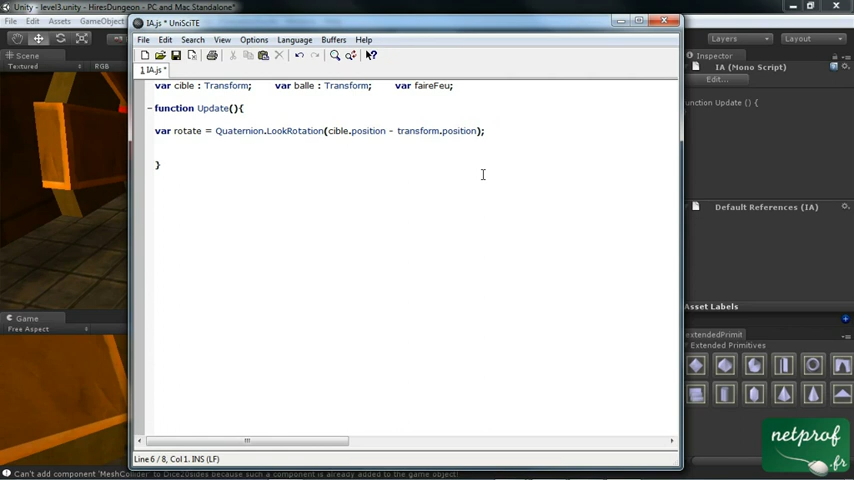 Unity - level3.unity - HiresDungeon - PC and Mac Standalone*
File Edit Assets GameObject
IA.js * UniSciTE
File Edit Search View Options Language Buffers Help
1 IA.js *
var cible : Transform; var balle : Transform; var faireFeu;
function Update(){
var rotate = Quaternion.LookRotation(cible.position - transform.position);
}
Line 6 / 8, Col 1. INS (LF)
Scene
Textured RGB
Game
Free Aspect
Layers Layout
Inspector
IA (Mono Script)
Edit...
unction Update () {
Default References (IA)
Asset Labels
extendedPrimit
Extended Primitives
netprof
.fr
Can't add component 'MeshCollider' to Dice20sides because such a component is already added to the game object!